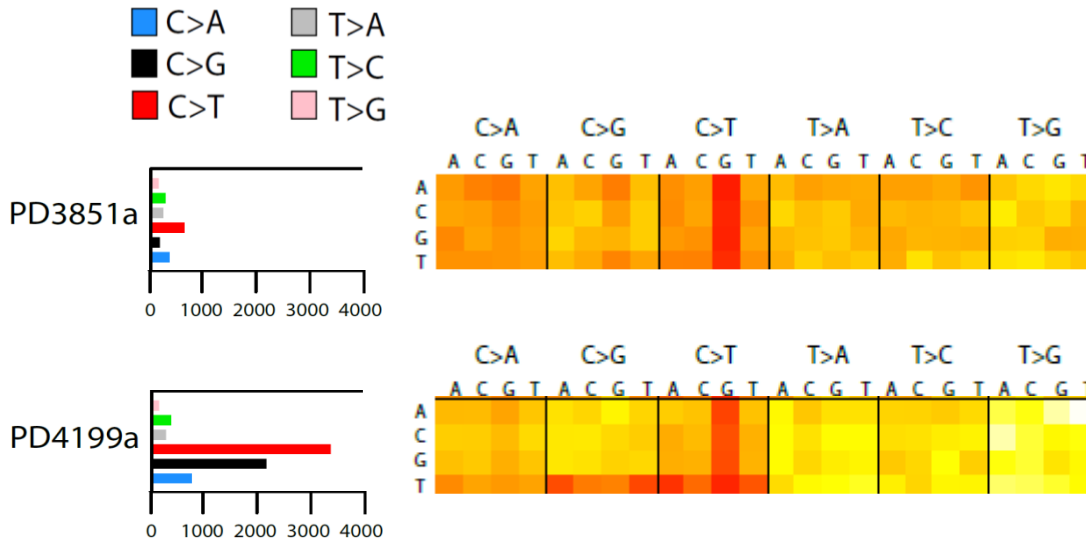 C>A T>A
C>G T>C
C>T T>G
C>A C>G C>T T>A T>C T>G
A C G T A C G T A C G T A C G T A C G T A C G T
PD3851a
A
C
G
T
0 1000 2000 3000 4000
C>A C>G C>T T>A T>C T>G
A C G T A C G T A C G T A C G T A C G T A C G T
PD4199a
A
C
G
T
0 1000 2000 3000 4000